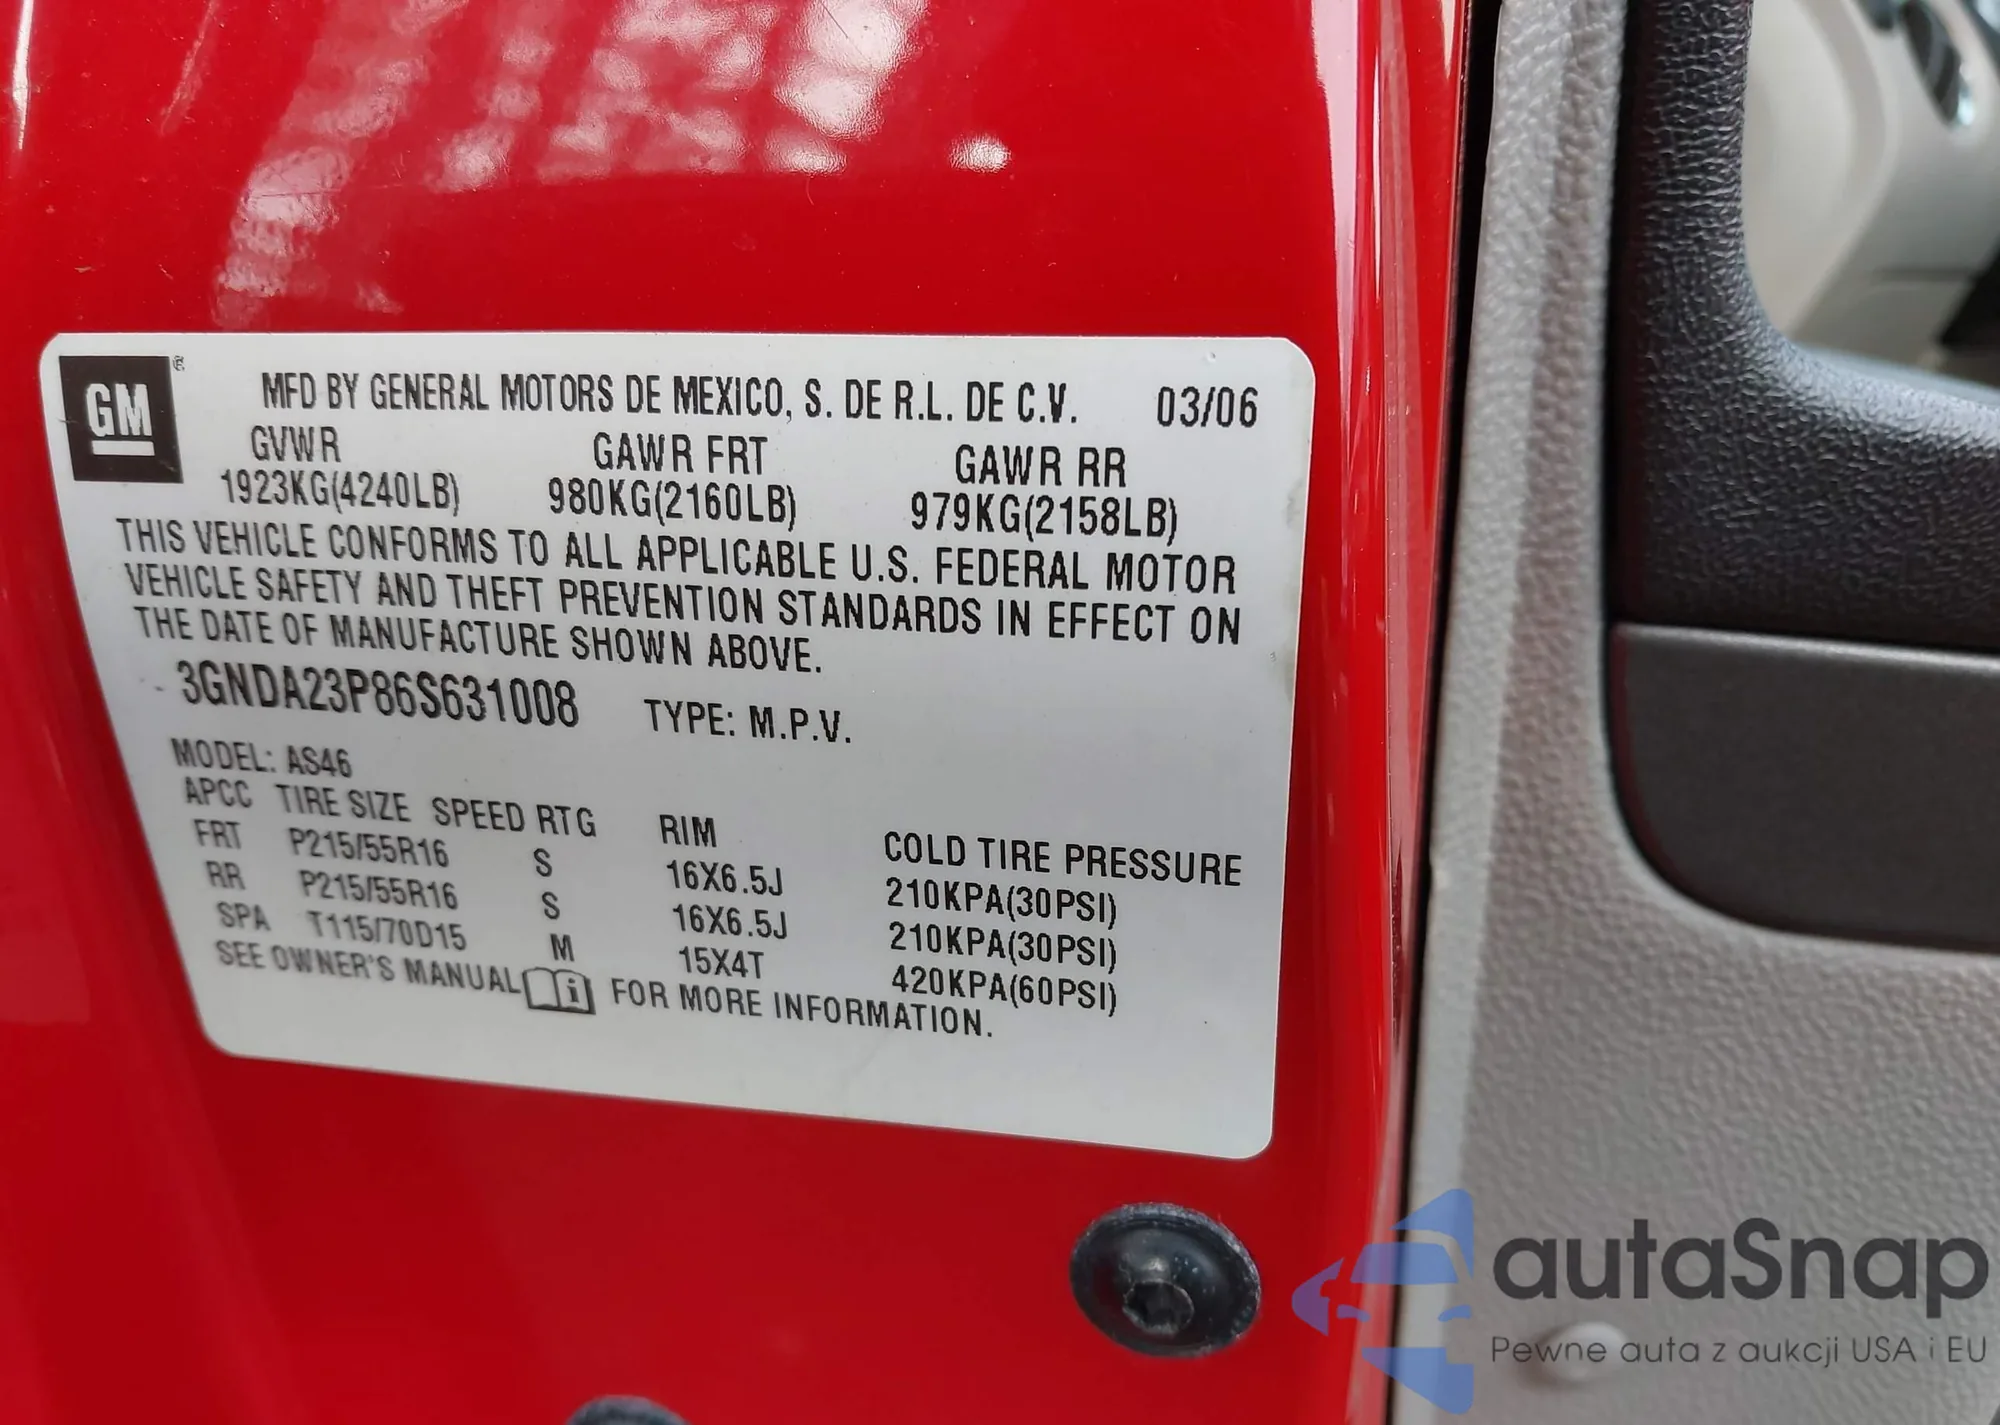 GM ®
MFD BY GENERAL MOTORS DE MEXICO, S. DE R.L. DE C.V. 03/06
GVWR GAWR FRT GAWR RR
1923KG(4240LB) 980KG(2160LB) 979KG(2158LB)
THIS VEHICLE CONFORMS TO ALL APPLICABLE U.S. FEDERAL MOTOR
VEHICLE SAFETY AND THEFT PREVENTION STANDARDS IN EFFECT ON
THE DATE OF MANUFACTURE SHOWN ABOVE.
3GNDA23P86S631008 TYPE: M.P.V.
MODEL: AS46
APCC TIRE SIZE SPEED RTG RIM COLD TIRE PRESSURE
FRT P215/55R16 S 16X6.5J 210KPA(30PSI)
RR P215/55R16 S 16X6.5J 210KPA(30PSI)
SPA T115/70D15 M 15X4T 420KPA(60PSI)
SEE OWNER'S MANUAL i FOR MORE INFORMATION.
autaSnap
Pewne auta z aukcji USA i EU